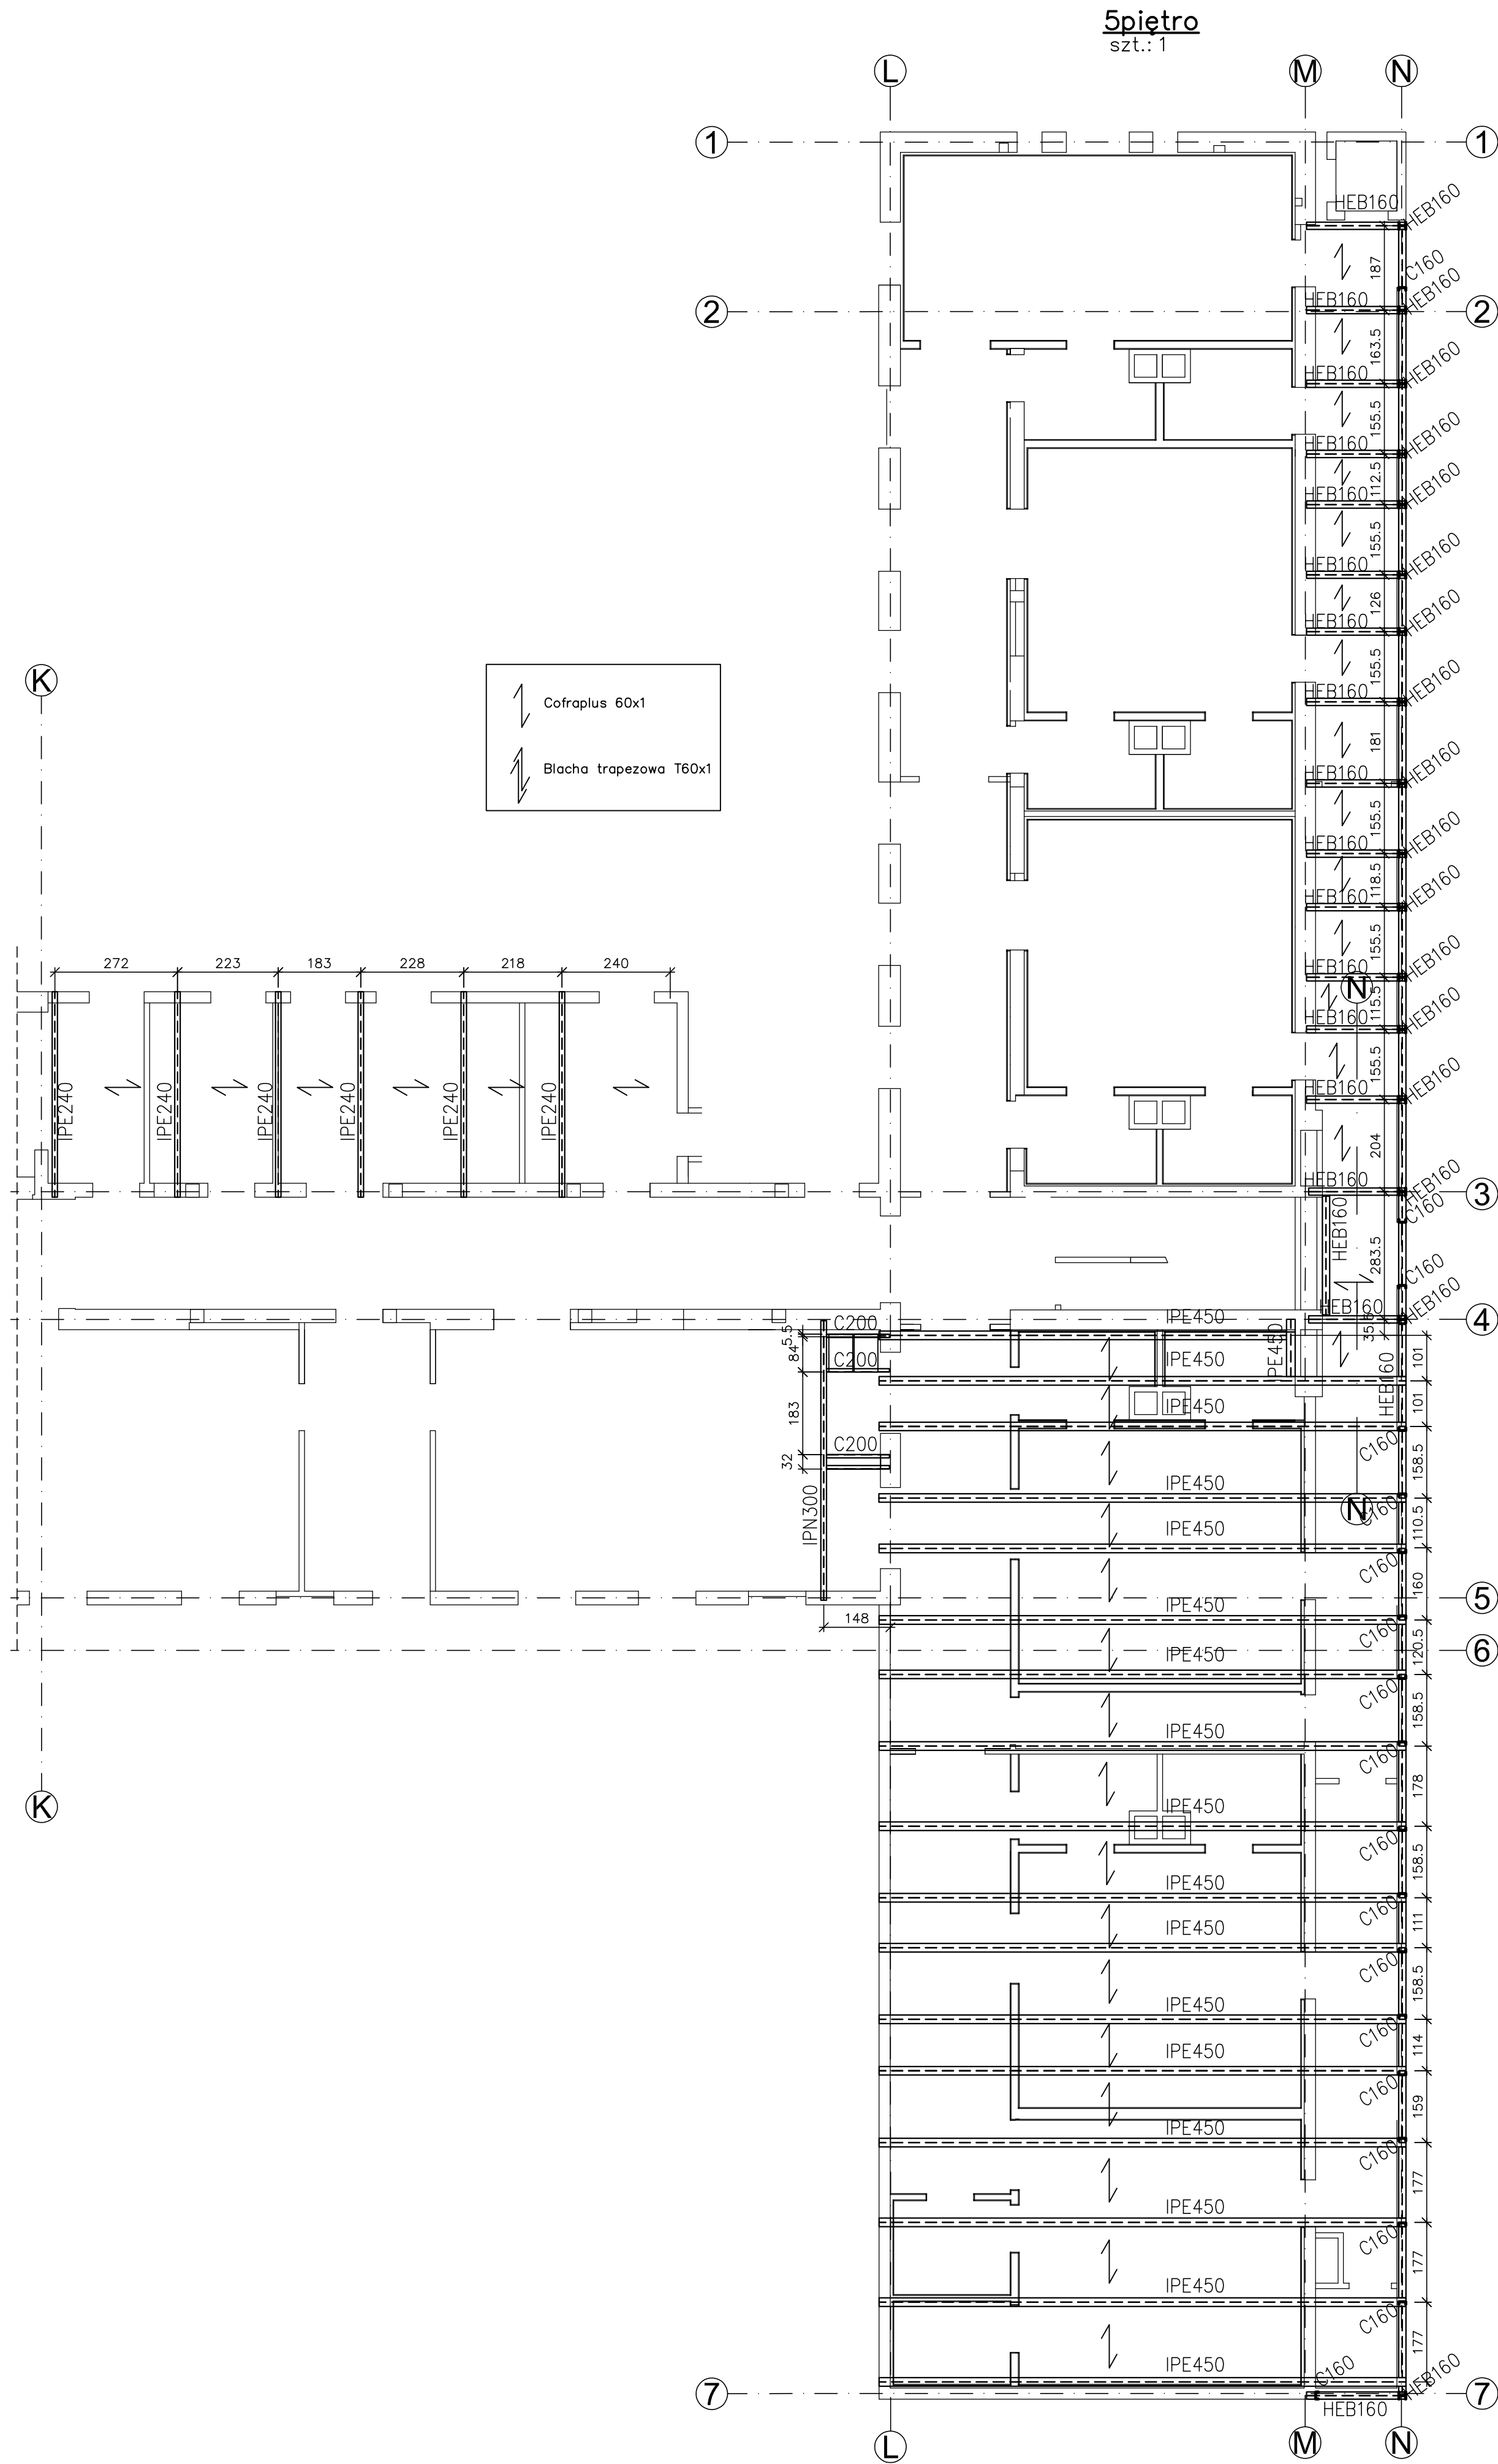 5piętro
szt.: 1
L
M
N
1
1
HEB160
HEB160
187
C160
HEB160
HEB160
2
2
163.5
HEB160
HEB160
155.5
HEB160
HEB160
112.5
HEB160
HEB160
155.5
HEB160
HEB160
126
HEB160
HEB160
155.5
HEB160
HEB160
181
HEB160
HEB160
155.5
HEB160
HEB160
118.5
HEB160
HEB160
155.5
HEB160
HEB160
N
115.5
HEB160
HEB160
155.5
HEB160
HEB160
204
HEB160
HEB160
3
C160
HEB160
283.5
C160
HEB160
HEB160
4
K
Cofraplus 60x1
Blacha trapezowa T60x1
272
223
183
228
218
240
IPE240
IPE240
IPE240
IPE240
IPE240
IPE240
C200
5.5
84
C200
183
C200
32
IPN300
148
IPE450
IPE450
35.5
IPE450
HEB160
101
IPE450
101
C160
158.5
IPE450
N
C160
110.5
IPE450
C160
160
5
IPE450
C160
120.5
6
IPE450
C160
158.5
IPE450
C160
178
K
IPE450
C160
158.5
IPE450
C160
111
IPE450
C160
158.5
IPE450
C160
114
IPE450
C160
159
IPE450
C160
177
IPE450
C160
177
IPE450
C160
177
IPE450
C160
HEB160
7
7
HEB160
L
M
N